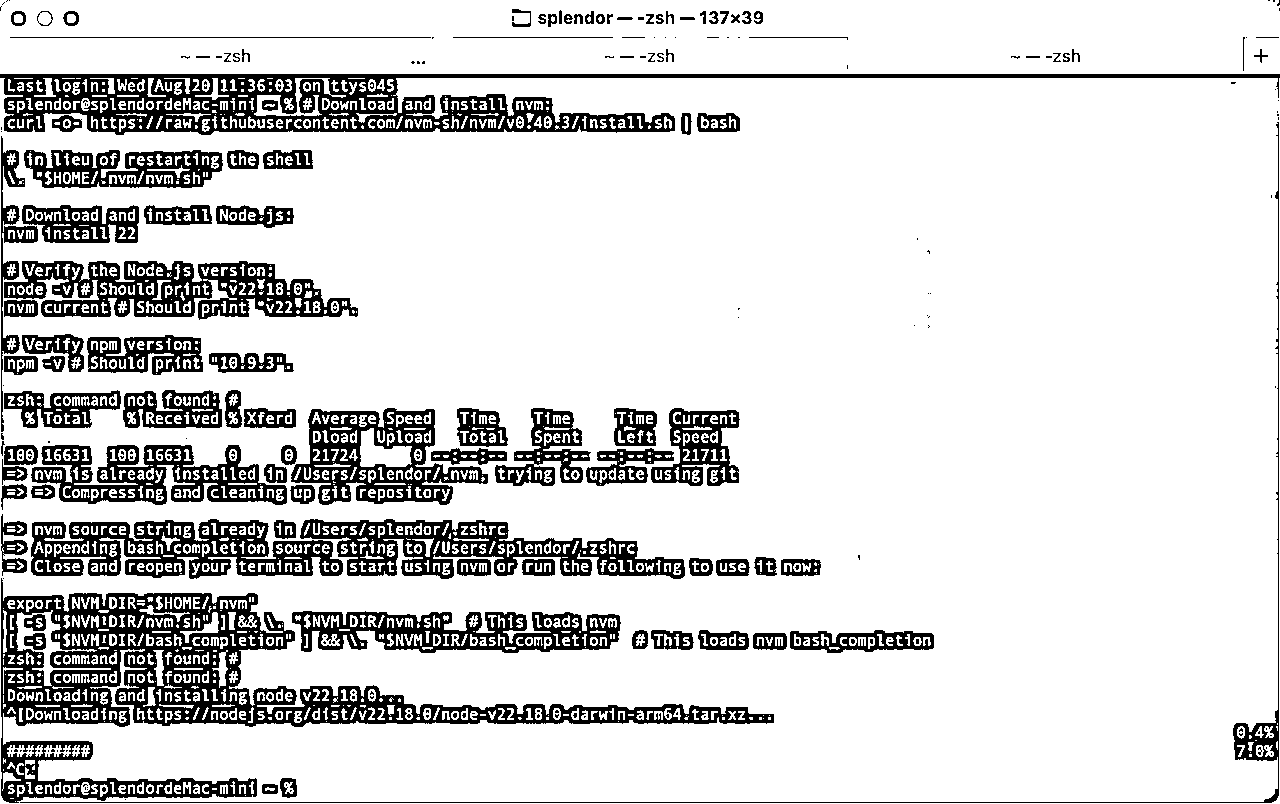 splendor — -zsh — 137×39
~ — -zsh ... ~ — -zsh ~ — -zsh +
Last login: Wed Aug 20 11:36:03 on ttys045
splendor@splendordeMac-mini ~ % # Download and install nvm:
curl -o- https://raw.githubusercontent.com/nvm-sh/nvm/v0.40.3/install.sh | bash
# in lieu of restarting the shell
\. "$HOME/.nvm/nvm.sh"
# Download and install Node.js:
nvm install 22
# Verify the Node.js version:
node -v # Should print "v22.18.0".
nvm current # Should print "v22.18.0".
# Verify npm version:
npm -v # Should print "10.9.3".
zsh: command not found: #
% Total % Received % Xferd Average Speed Time Time Time Current
Dload Upload Total Spent Left Speed
100 16631 100 16631 0 0 21724 0 --:--:-- --:--:-- --:--:-- 21711
=> nvm is already installed in /Users/splendor/.nvm, trying to update using git
=> => Compressing and cleaning up git repository
=> nvm source string already in /Users/splendor/.zshrc
=> Appending bash_completion source string to /Users/splendor/.zshrc
=> Close and reopen your terminal to start using nvm or run the following to use it now:
export NVM_DIR="$HOME/.nvm"
[ -s "$NVM_DIR/nvm.sh" ] && \. "$NVM_DIR/nvm.sh" # This loads nvm
[ -s "$NVM_DIR/bash_completion" ] && \. "$NVM_DIR/bash_completion" # This loads nvm bash_completion
zsh: command not found: #
zsh: command not found: #
Downloading and installing node v22.18.0...
^[Downloading https://nodejs.org/dist/v22.18.0/node-v22.18.0-darwin-arm64.tar.xz...
0.4%
######### 7.0%
^C%
splendor@splendordeMac-mini ~ %